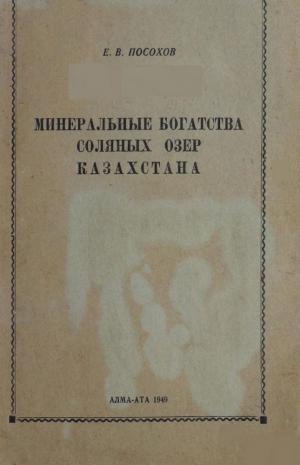 Е. В. ПОСОХОВ
МИНЕРАЛЬНЫЕ БОГАТСТВА
СОЛЯНЫХ ОЗЕР
КАЗАХСТАНА
АЛМА-АТА 1949